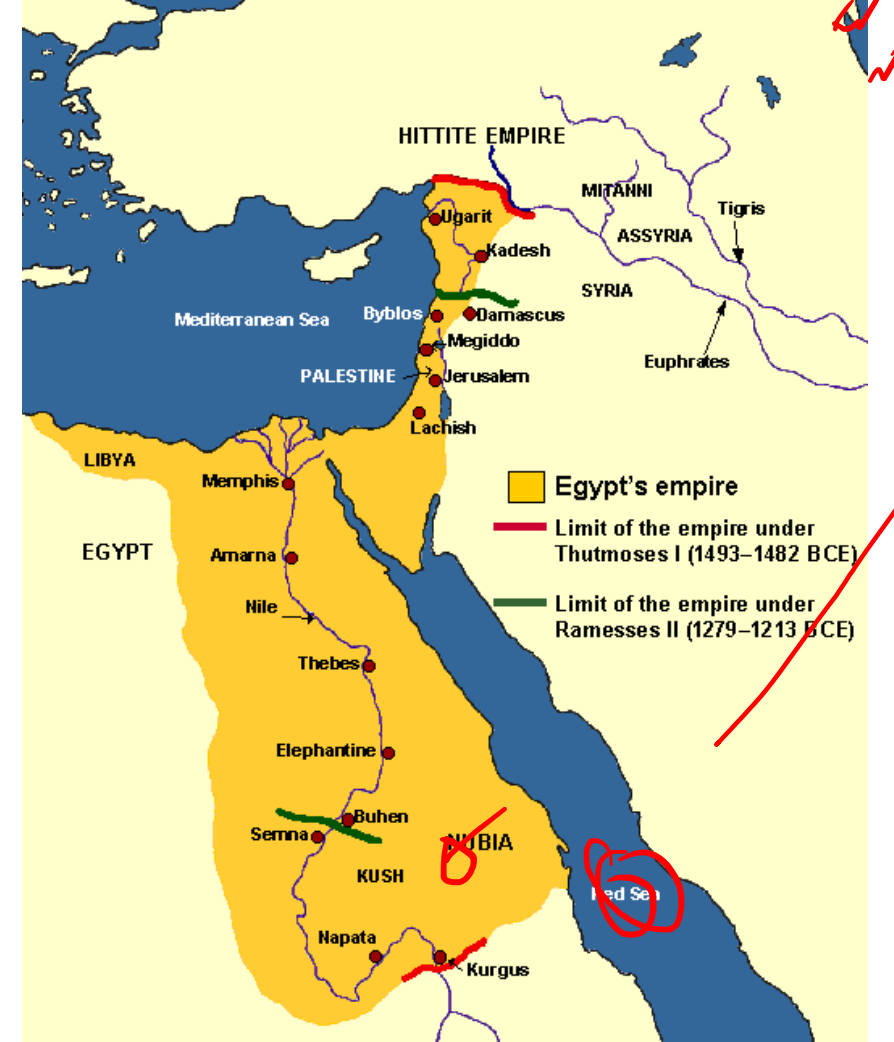 HITTITE EMPIRE
MITANNI
Tigris
Ugarit
ASSYRIA
Kadesh
SYRIA
Mediterranean Sea
Byblos
Damascus
Megiddo
Euphrates
PALESTINE
Jerusalem
Lachish
LIBYA
Memphis
Egypt's empire
Limit of the empire under
Thutmoses I (1493–1482 BCE)
EGYPT
Amarna
Nile
Limit of the empire under
Ramesses II (1279–1213 BCE)
Thebes
Elephantine
Buhen
Semna
NUBIA
KUSH
Red Sea
Napata
Kurgus